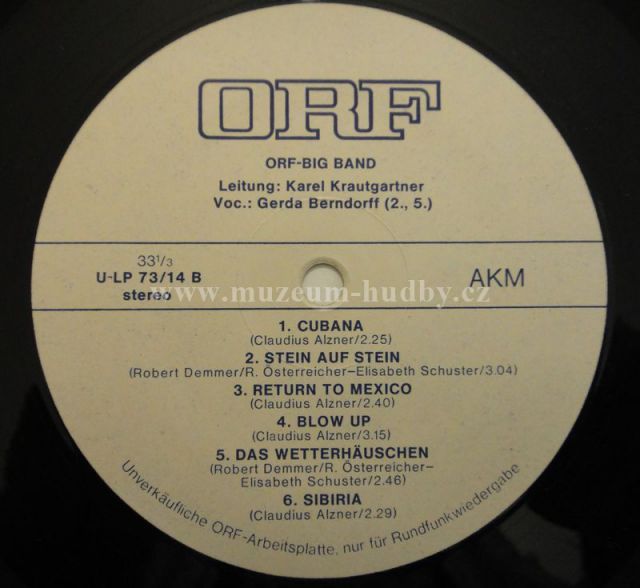 ORF
ORF-BIG BAND
Leitung: Karel Krautgartner
Voc.: Gerda Berndorff (2., 5.)
33 1/3
U-LP 73/14 B
stereo
AKM
www.muzeum-hudby.cz
1. CUBANA
(Claudius Alzner/2.25)
2. STEIN AUF STEIN
(Robert Demmer/R. Österreicher–Elisabeth Schuster/3.04)
3. RETURN TO MEXICO
(Claudius Alzner/2.40)
4. BLOW UP
(Claudius Alzner/3.15)
5. DAS WETTERHÄUSCHEN
(Robert Demmer/R. Österreicher–
Elisabeth Schuster/2.46)
6. SIBIRIA
(Claudius Alzner/2.29)
Unverkäufliche ORF-Arbeitsplatte, nur für Rundfunkwiedergabe